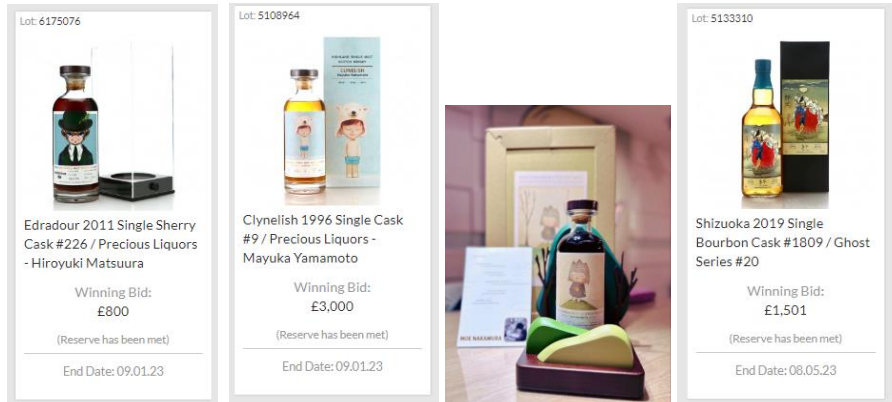 Lot: 6175076
Edradour 2011 Single Sherry
Cask #226 / Precious Liquors
- Hiroyuki Matsuura
Winning Bid:
£800
(Reserve has been met)
End Date: 09.01.23
Lot: 5108964
HIGHLAND SINGLE MALT
SCOTCH WHISKY
CLYNELISH
Mayuka Yamamoto
Clynelish 1996 Single Cask
#9 / Precious Liquors -
Mayuka Yamamoto
Winning Bid:
£3,000
(Reserve has been met)
End Date: 09.01.23
MOE NAKAMURA
Lot: 5133310
Shizuoka 2019 Single
Bourbon Cask #1809 / Ghost
Series #20
Winning Bid:
£1,501
(Reserve has been met)
End Date: 08.05.23